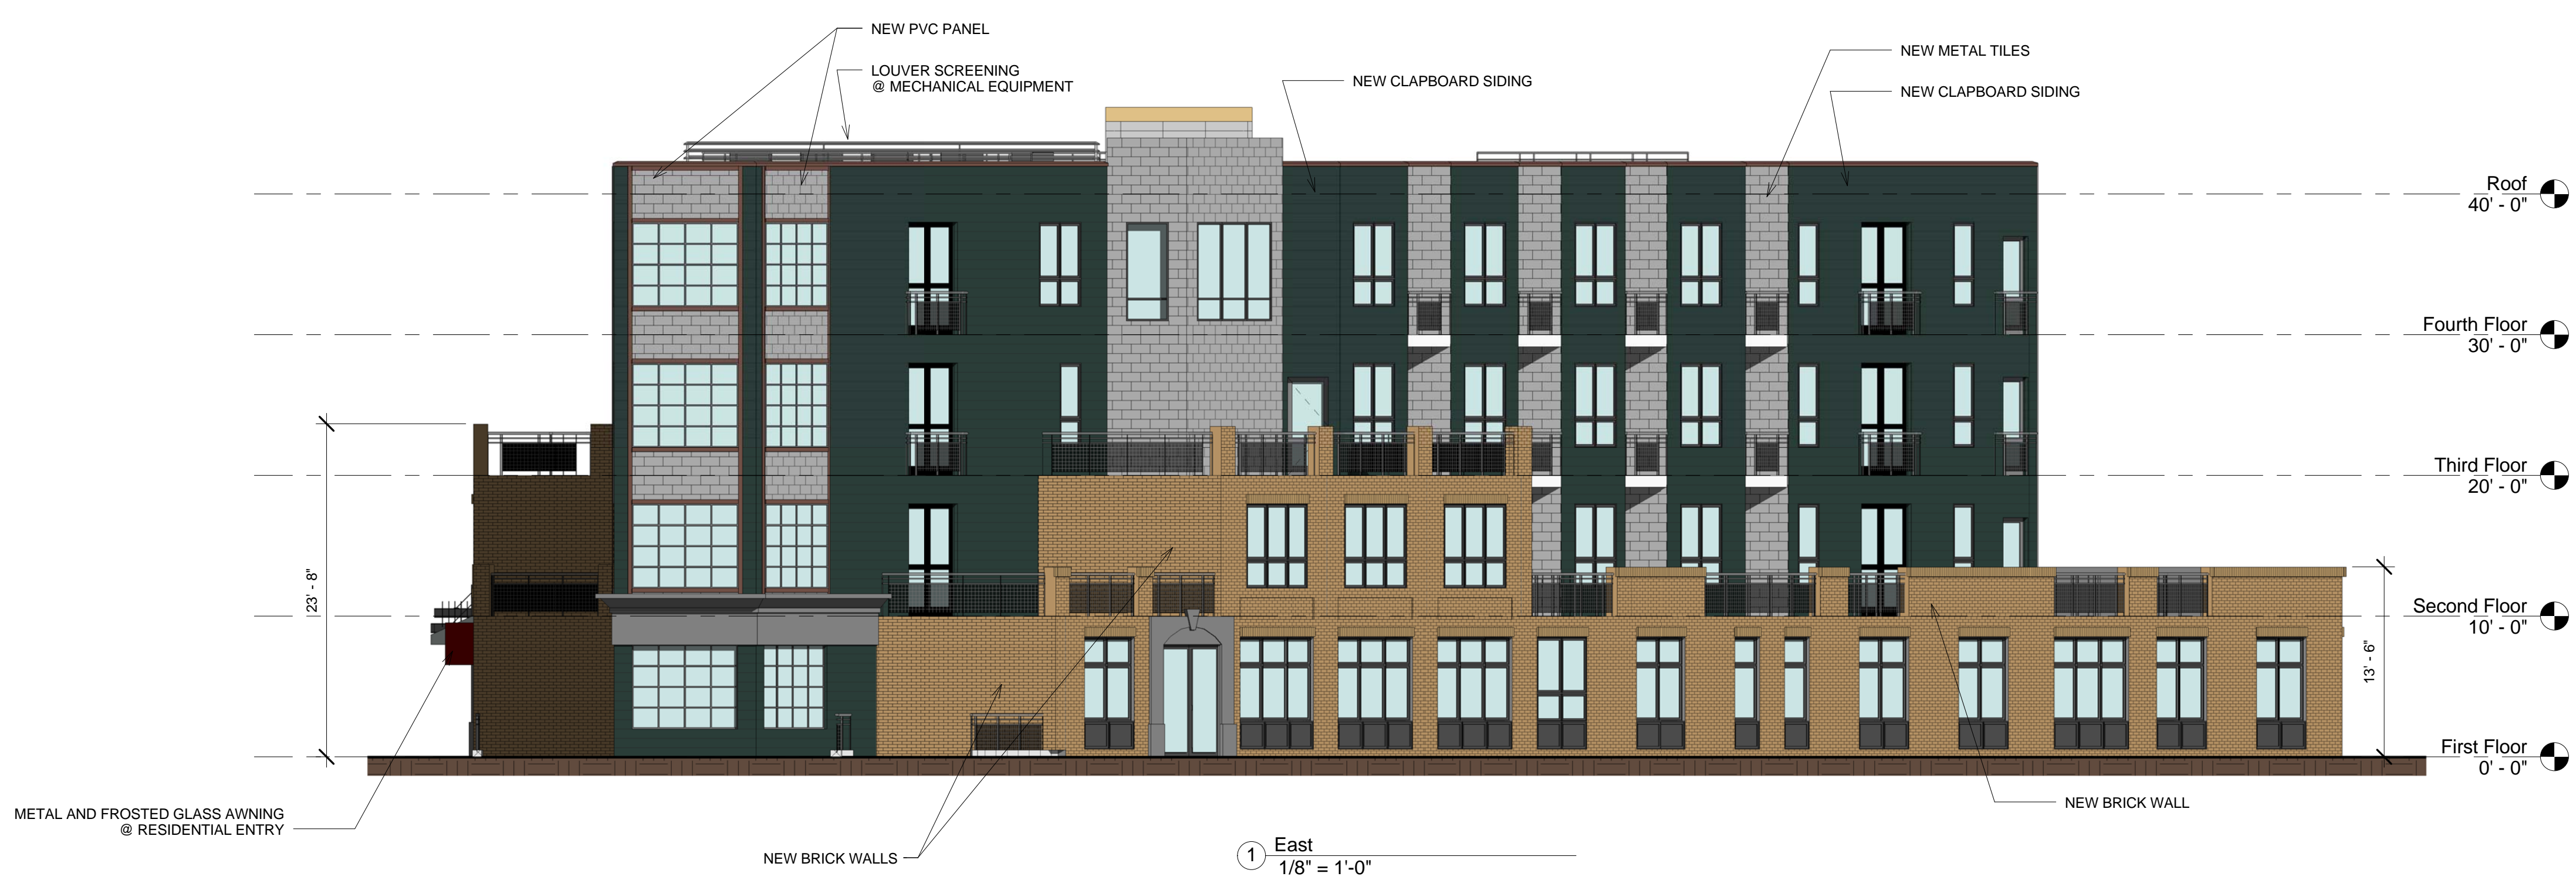 NEW PVC PANEL
LOUVER SCREENING
@ MECHANICAL EQUIPMENT
NEW CLAPBOARD SIDING
NEW METAL TILES
NEW CLAPBOARD SIDING
Roof
40' - 0"
Fourth Floor
30' - 0"
Third Floor
20' - 0"
Second Floor
10' - 0"
First Floor
0' - 0"
23' - 8"
13' - 6"
METAL AND FROSTED GLASS AWNING
@ RESIDENTIAL ENTRY
NEW BRICK WALLS
NEW BRICK WALL
1 East
1/8" = 1'-0"